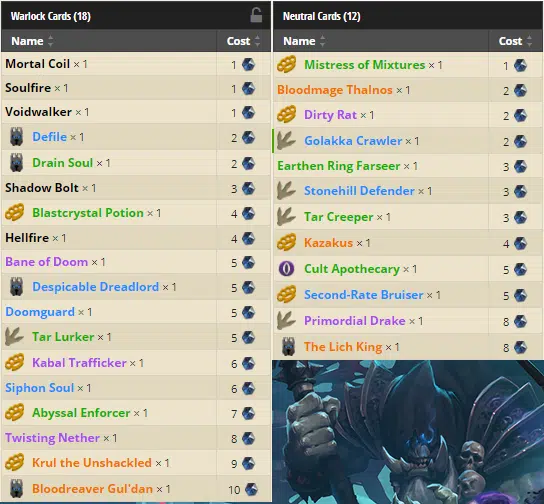 Warlock Cards (18)
Name Cost
Mortal Coil × 1 1
Soulfire × 1 1
Voidwalker × 1 1
Defile × 1 2
Drain Soul × 1 2
Shadow Bolt × 1 3
Blastcrystal Potion × 1 4
Hellfire × 1 4
Bane of Doom × 1 5
Despicable Dreadlord × 1 5
Doomguard × 1 5
Tar Lurker × 1 5
Kabal Trafficker × 1 6
Siphon Soul × 1 6
Abyssal Enforcer × 1 7
Twisting Nether × 1 8
Krul the Unshackled × 1 9
Bloodreaver Gul'dan × 1 10
Neutral Cards (12)
Name Cost
Mistress of Mixtures × 1 1
Bloodmage Thalnos × 1 2
Dirty Rat × 1 2
Golakka Crawler × 1 2
Earthen Ring Farseer × 1 3
Stonehill Defender × 1 3
Tar Creeper × 1 3
Kazakus × 1 4
Cult Apothecary × 1 5
Second-Rate Bruiser × 1 5
Primordial Drake × 1 8
The Lich King × 1 8